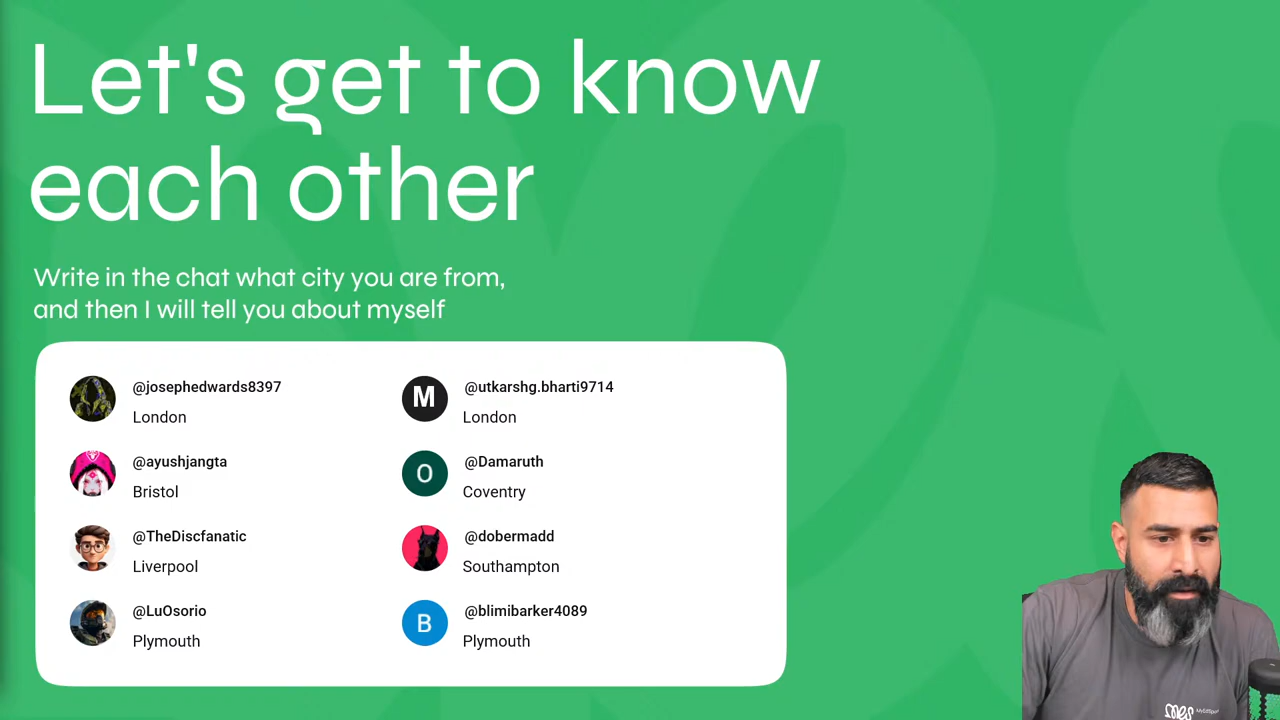 Let's get to know
each other
Write in the chat what city you are from,
and then I will tell you about myself
@josephedwards8397
London
@utkarshg.bharti9714
London
@ayushjangta
Bristol
O
@Damaruth
Coventry
@TheDiscfanatic
Liverpool
@dobermadd
Southampton
@LuOsorio
Plymouth
B
@blimibarker4089
Plymouth
M